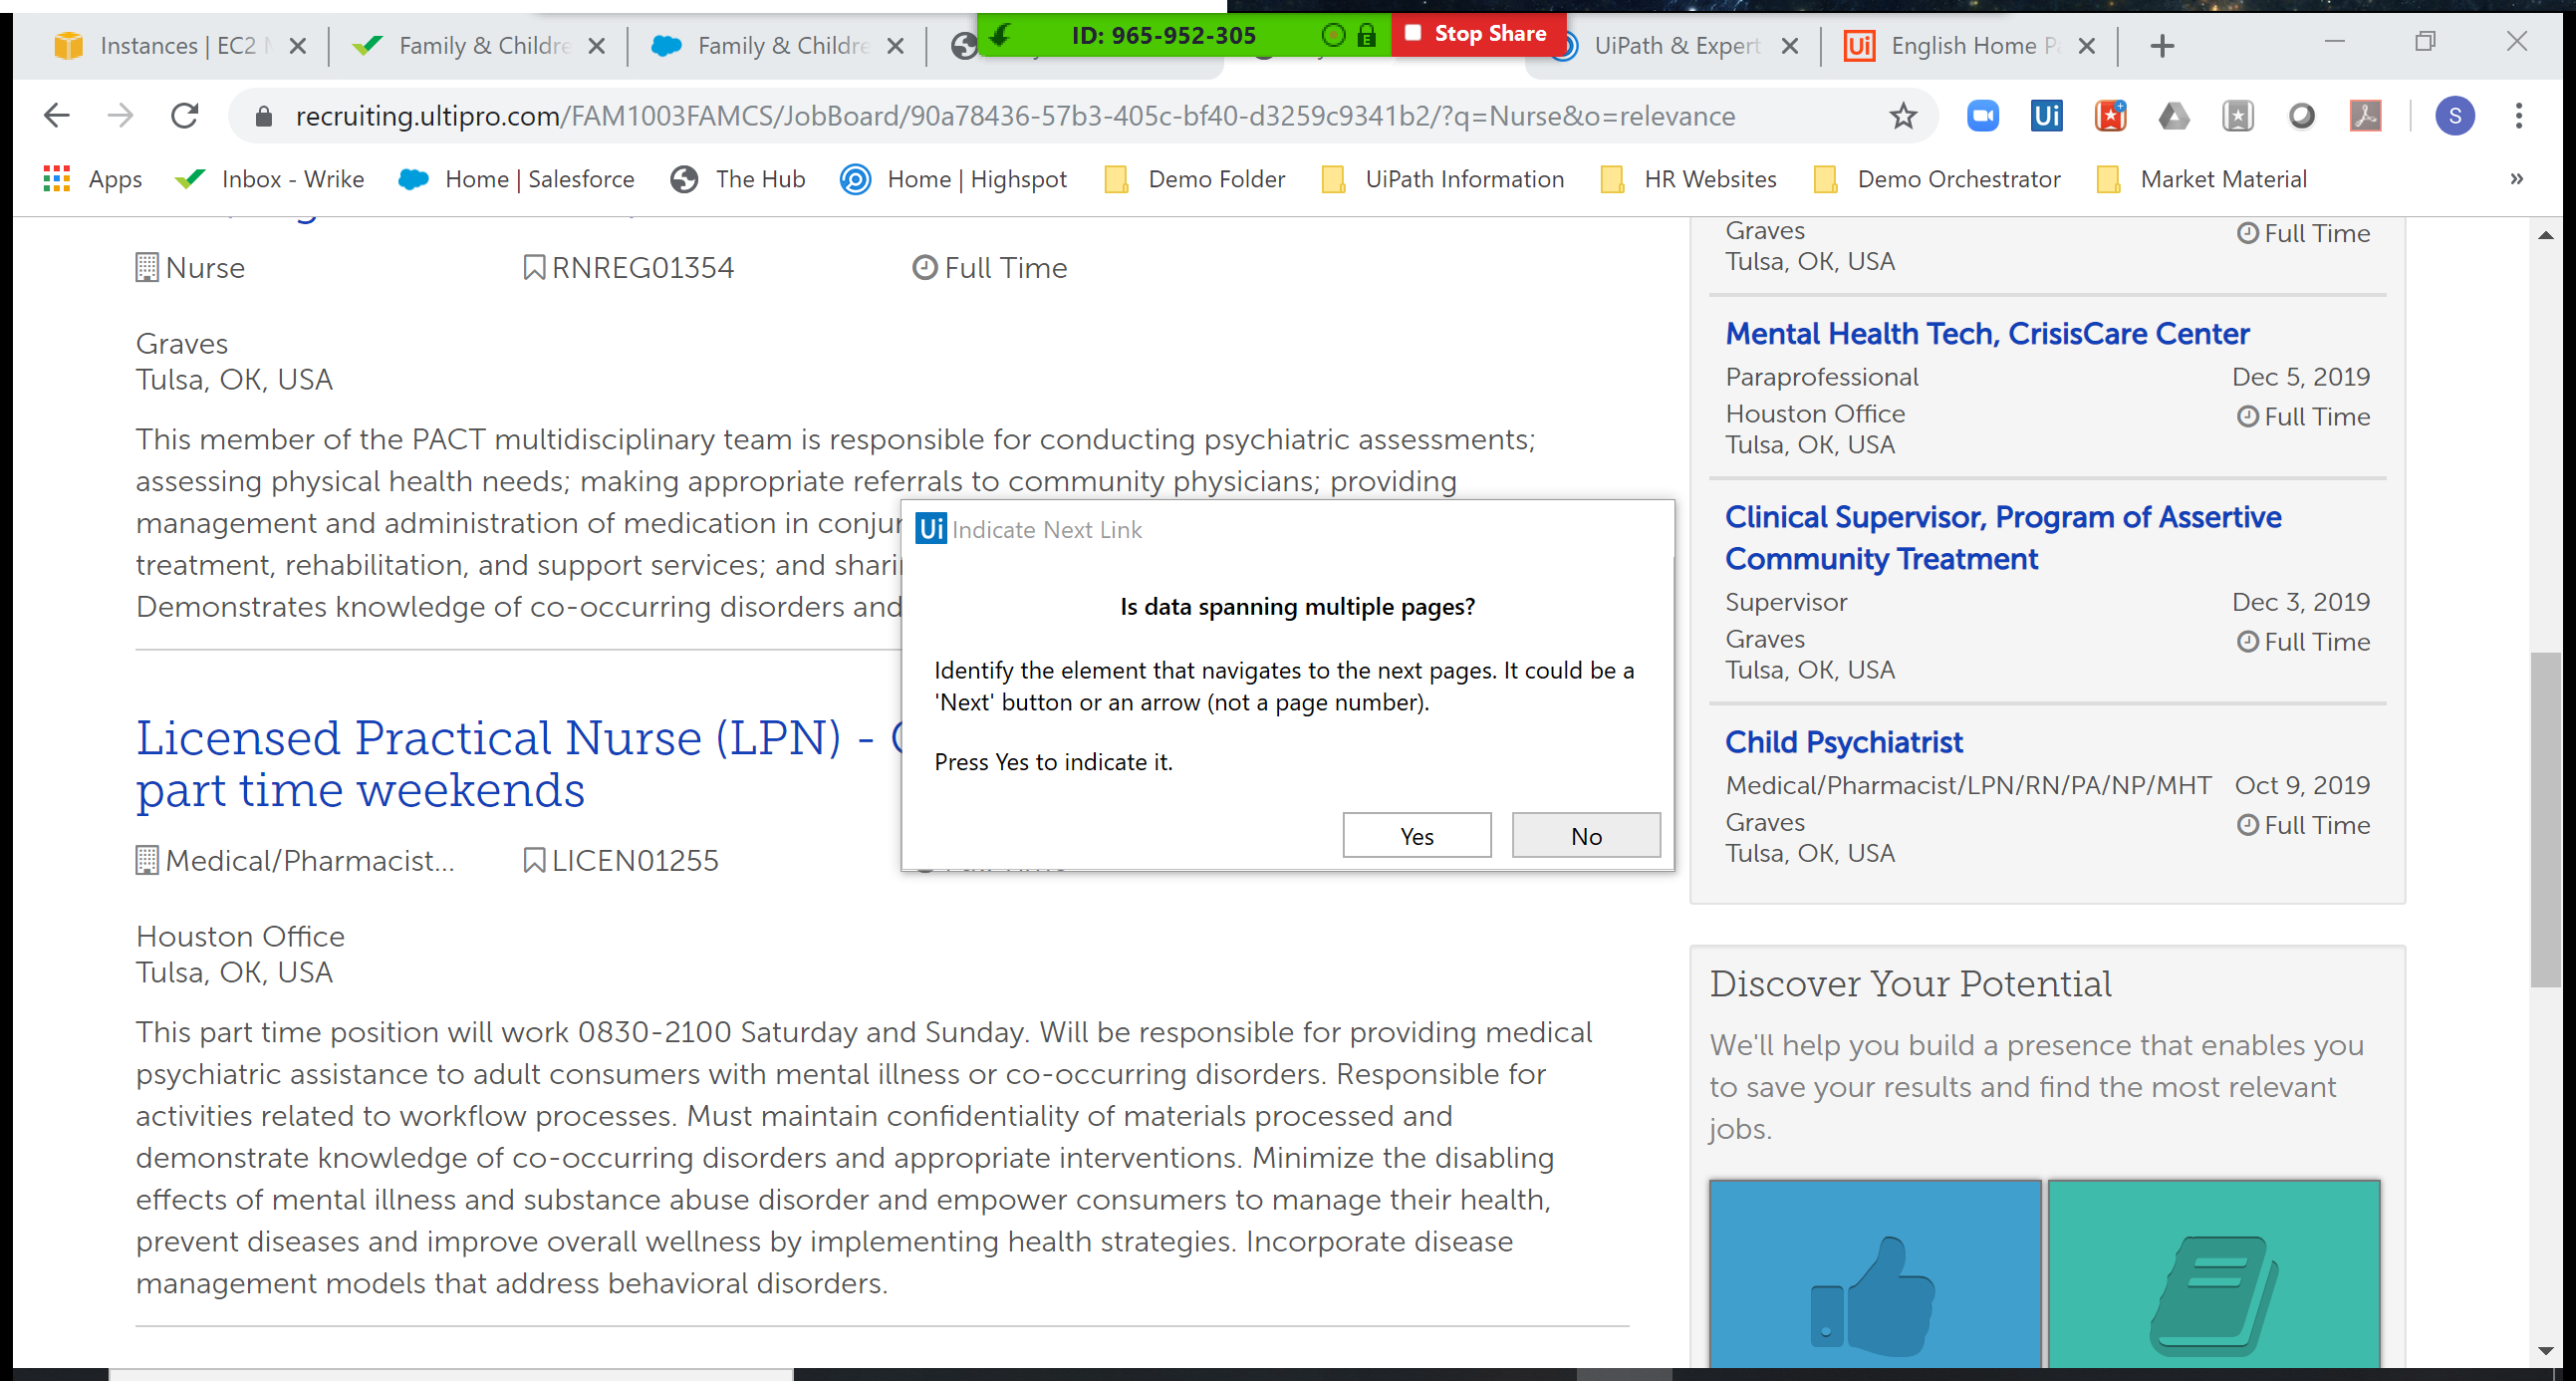 Instances | EC2
Family & Childre
Family & Childre
ID: 965-952-305
Stop Share
UiPath & Expert
Ui
English Home P
recruiting.ultipro.com/FAM1003FAMCS/JobBoard/90a78436-57b3-405c-bf40-d3259c9341b2/?q=Nurse&o=relevance
Ui
S
Apps
Inbox - Wrike
Home | Salesforce
The Hub
Home | Highspot
Demo Folder
UiPath Information
HR Websites
Demo Orchestrator
Market Material
»
Nurse
RNREG01354
Full Time
Graves
Tulsa, OK, USA
This member of the PACT multidisciplinary team is responsible for conducting psychiatric assessments;
assessing physical health needs; making appropriate referrals to community physicians; providing
management and administration of medication in conjur
treatment, rehabilitation, and support services; and shari
Demonstrates knowledge of co-occurring disorders and
Licensed Practical Nurse (LPN) -
part time weekends
Medical/Pharmacist...
LICEN01255
Houston Office
Tulsa, OK, USA
This part time position will work 0830-2100 Saturday and Sunday. Will be responsible for providing medical
psychiatric assistance to adult consumers with mental illness or co-occurring disorders. Responsible for
activities related to workflow processes. Must maintain confidentiality of materials processed and
demonstrate knowledge of co-occurring disorders and appropriate interventions. Minimize the disabling
effects of mental illness and substance abuse disorder and empower consumers to manage their health,
prevent diseases and improve overall wellness by implementing health strategies. Incorporate disease
management models that address behavioral disorders.
Ui Indicate Next Link
Is data spanning multiple pages?
Identify the element that navigates to the next pages. It could be a
'Next' button or an arrow (not a page number).
Press Yes to indicate it.
Yes
No
Graves
Full Time
Tulsa, OK, USA
Mental Health Tech, CrisisCare Center
Paraprofessional
Dec 5, 2019
Houston Office
Full Time
Tulsa, OK, USA
Clinical Supervisor, Program of Assertive
Community Treatment
Supervisor
Dec 3, 2019
Graves
Full Time
Tulsa, OK, USA
Child Psychiatrist
Medical/Pharmacist/LPN/RN/PA/NP/MHT
Oct 9, 2019
Graves
Full Time
Tulsa, OK, USA
Discover Your Potential
We'll help you build a presence that enables you
to save your results and find the most relevant
jobs.